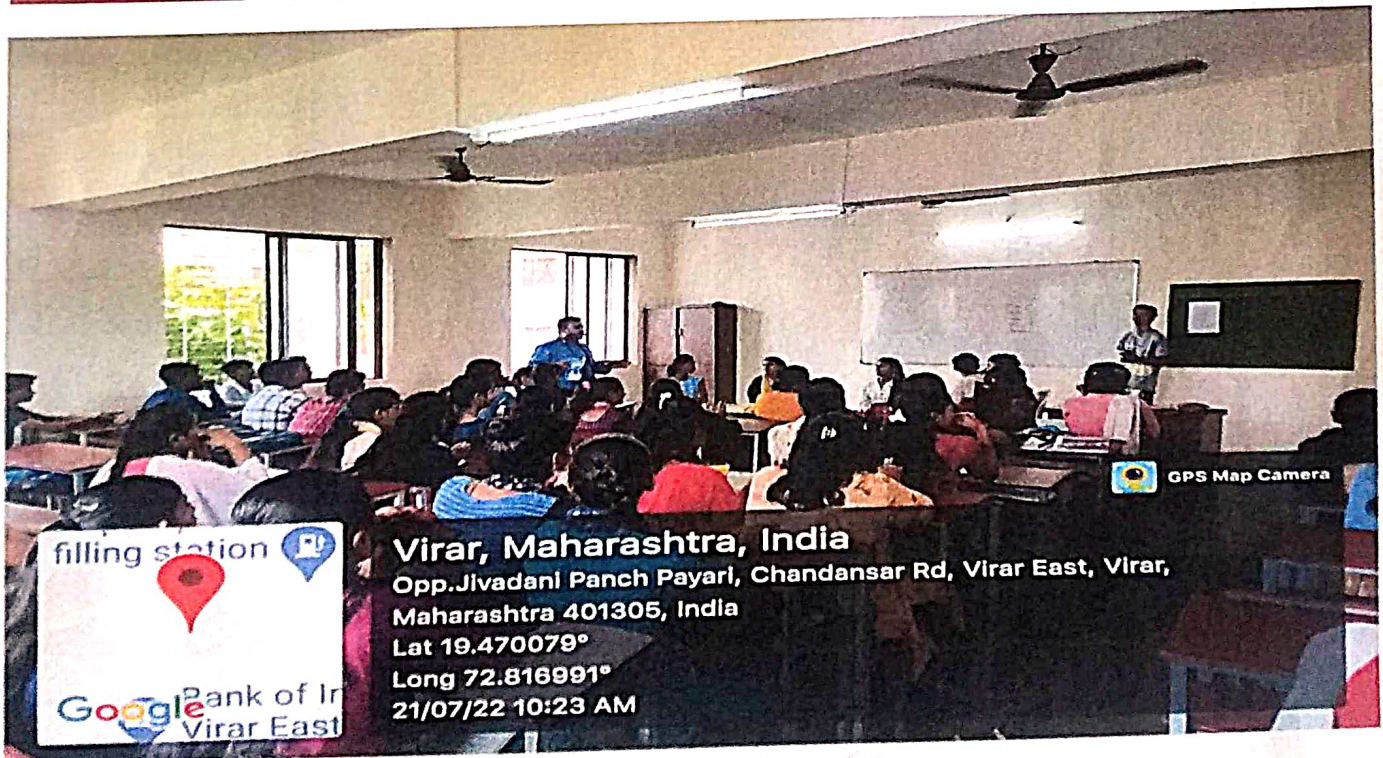 GPS Map Camera
filling station
Google
Bank of Ir
Virar East
Virar, Maharashtra, India
Opp.Jivadani Panch Payari, Chandansar Rd, Virar East, Virar,
Maharashtra 401305, India
Lat 19.470079°
Long 72.816991°
21/07/22 10:23 AM